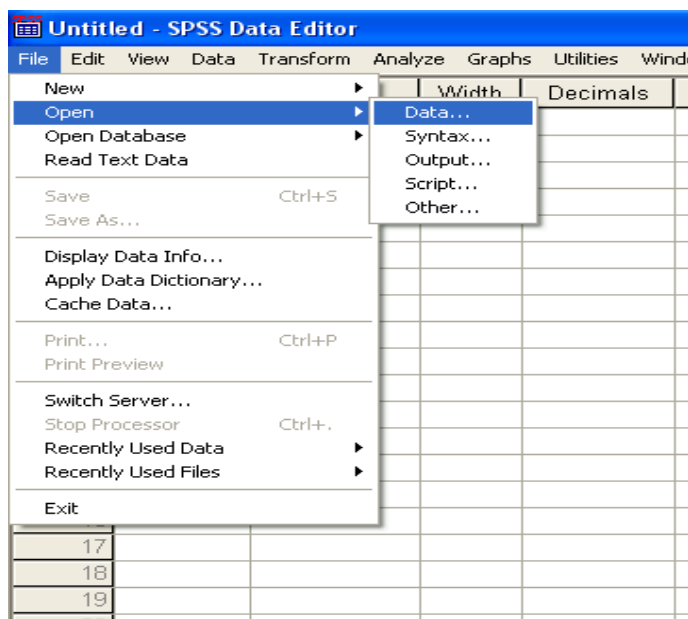 Untitled - SPSS Data Editor
File Edit View Data Transform Analyze Graphs Utilities
Width Decimals
New
Open
Open Database
Read Text Data
Save Ctrl+S
Save As...
Display Data Info...
Apply Data Dictionary...
Cache Data...
Print... Ctrl+P
Print Preview
Switch Server...
Stop Processor Ctrl+.
Recently Used Data
Recently Used Files
Exit
Data...
Syntax...
Output...
Script...
Other...
17
18
19